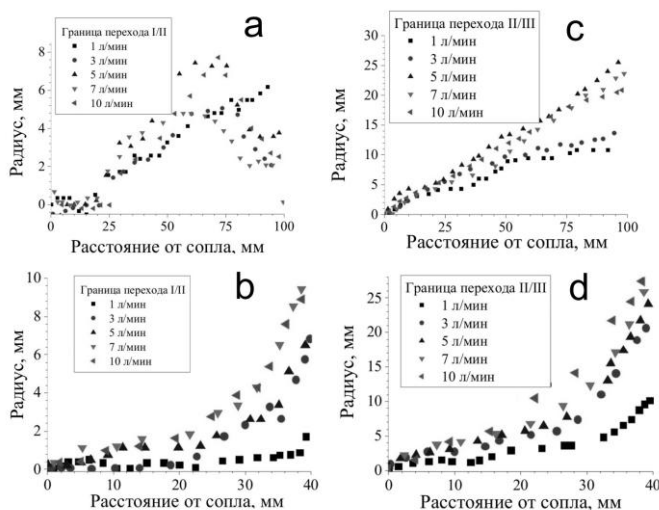 a
Граница перехода I/II
1 л/мин
3 л/мин
5 л/мин
7 л/мин
10 л/мин
Радиус, мм
8
6
4
2
0
0 25 50 75 100
Расстояние от сопла, мм
c
Граница перехода II/III
1 л/мин
3 л/мин
5 л/мин
7 л/мин
10 л/мин
Радиус, мм
30
25
20
15
10
5
0
0 25 50 75 100
Расстояние от сопла, мм
b
Граница перехода I/II
1 л/мин
3 л/мин
5 л/мин
7 л/мин
10 л/мин
Радиус, мм
10
8
6
4
2
0
0 10 20 30 40
Расстояние от сопла, мм
d
Граница перехода II/III
1 л/мин
3 л/мин
5 л/мин
7 л/мин
10 л/мин
Радиус, мм
25
20
15
10
5
0
0 10 20 30 40
Расстояние от сопла, мм